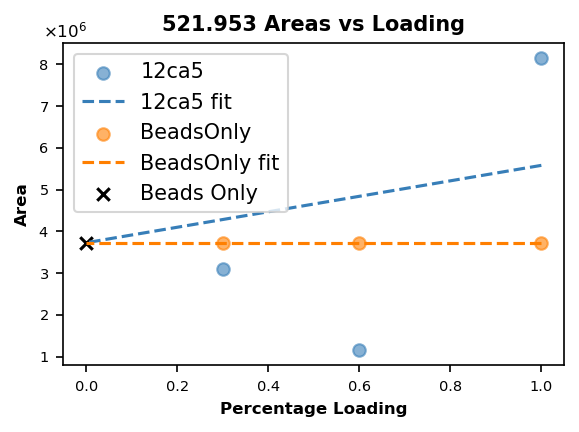 521.953 Areas vs Loading
×10⁶
12ca5
12ca5 fit
BeadsOnly
BeadsOnly fit
Beads Only
Area
8
7
6
5
4
3
2
1
0.0 0.2 0.4 0.6 0.8 1.0
Percentage Loading